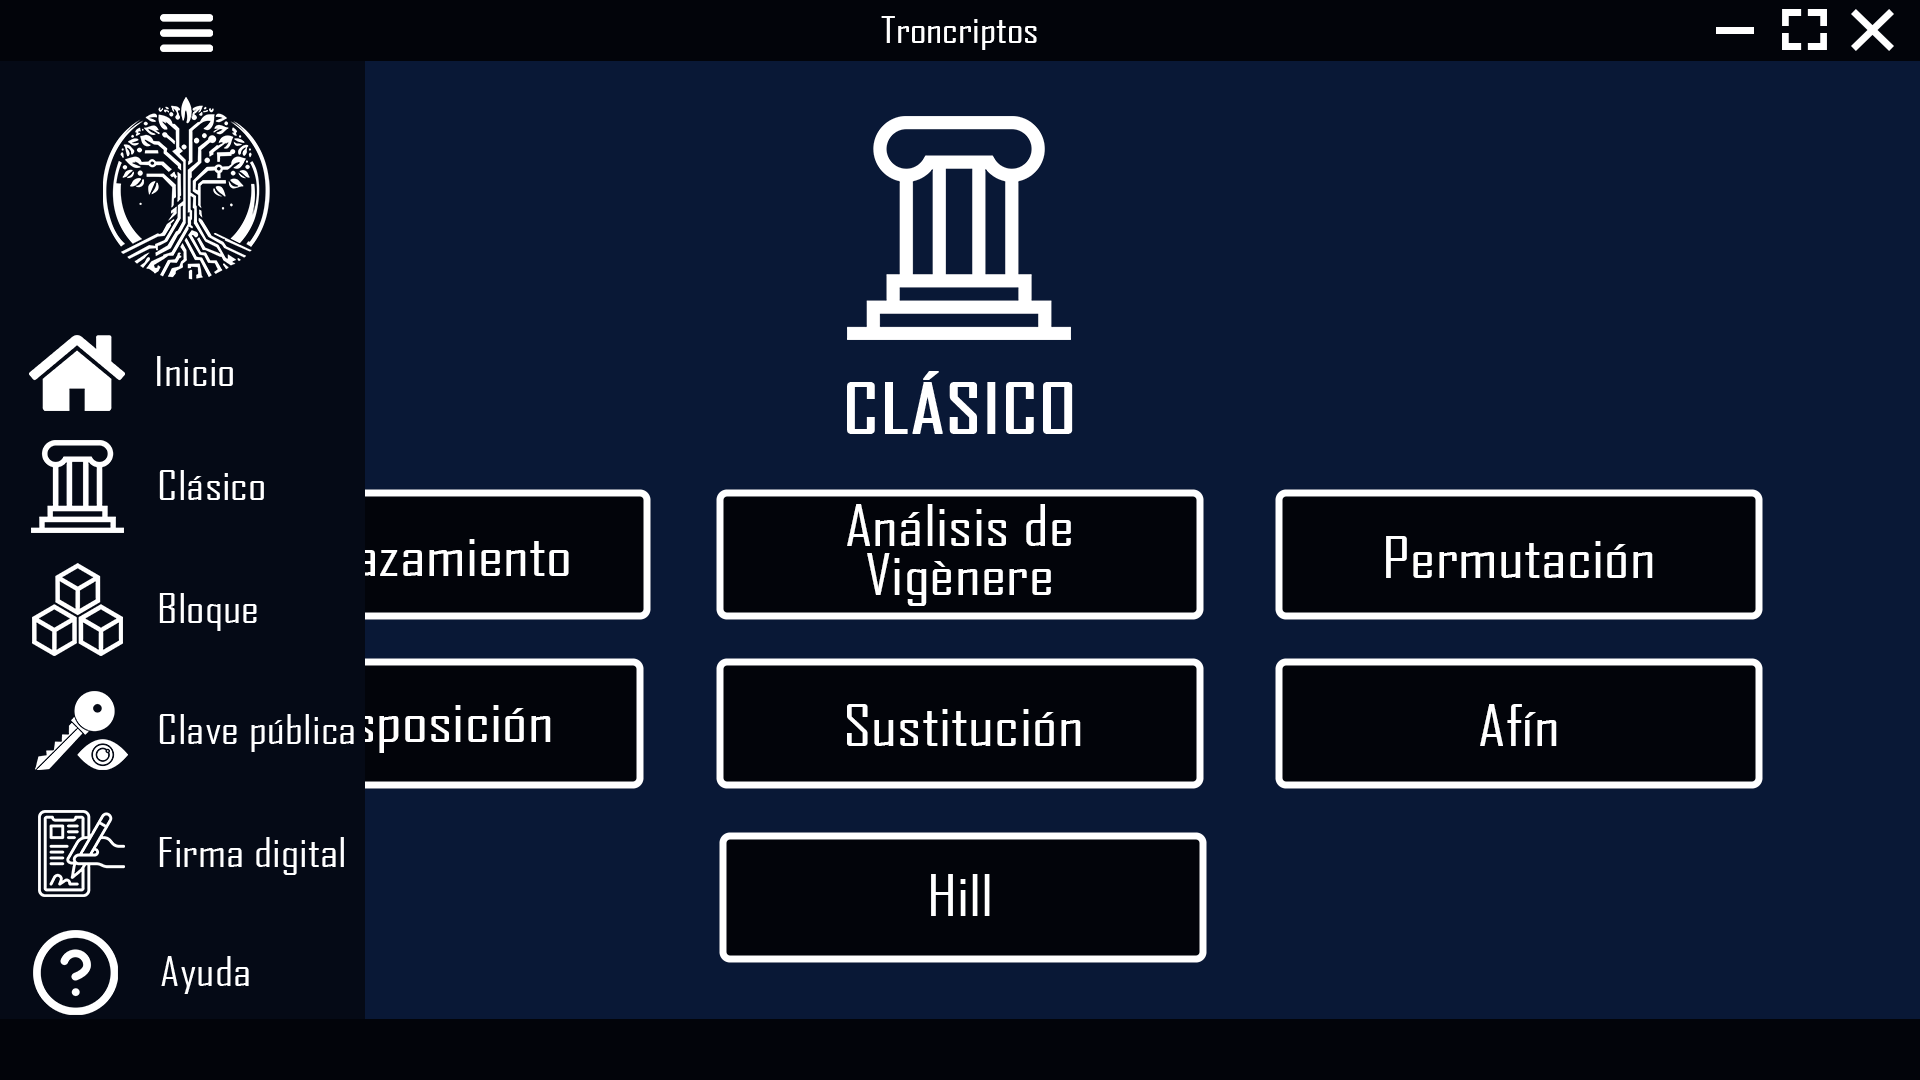 Troncriptos
Inicio
Clásico
Bloque
Clave pública
Firma digital
Ayuda
CLÁSICO
azamiento
Análisis de
Vigènere
Permutación
sposición
Sustitución
Afín
Hill